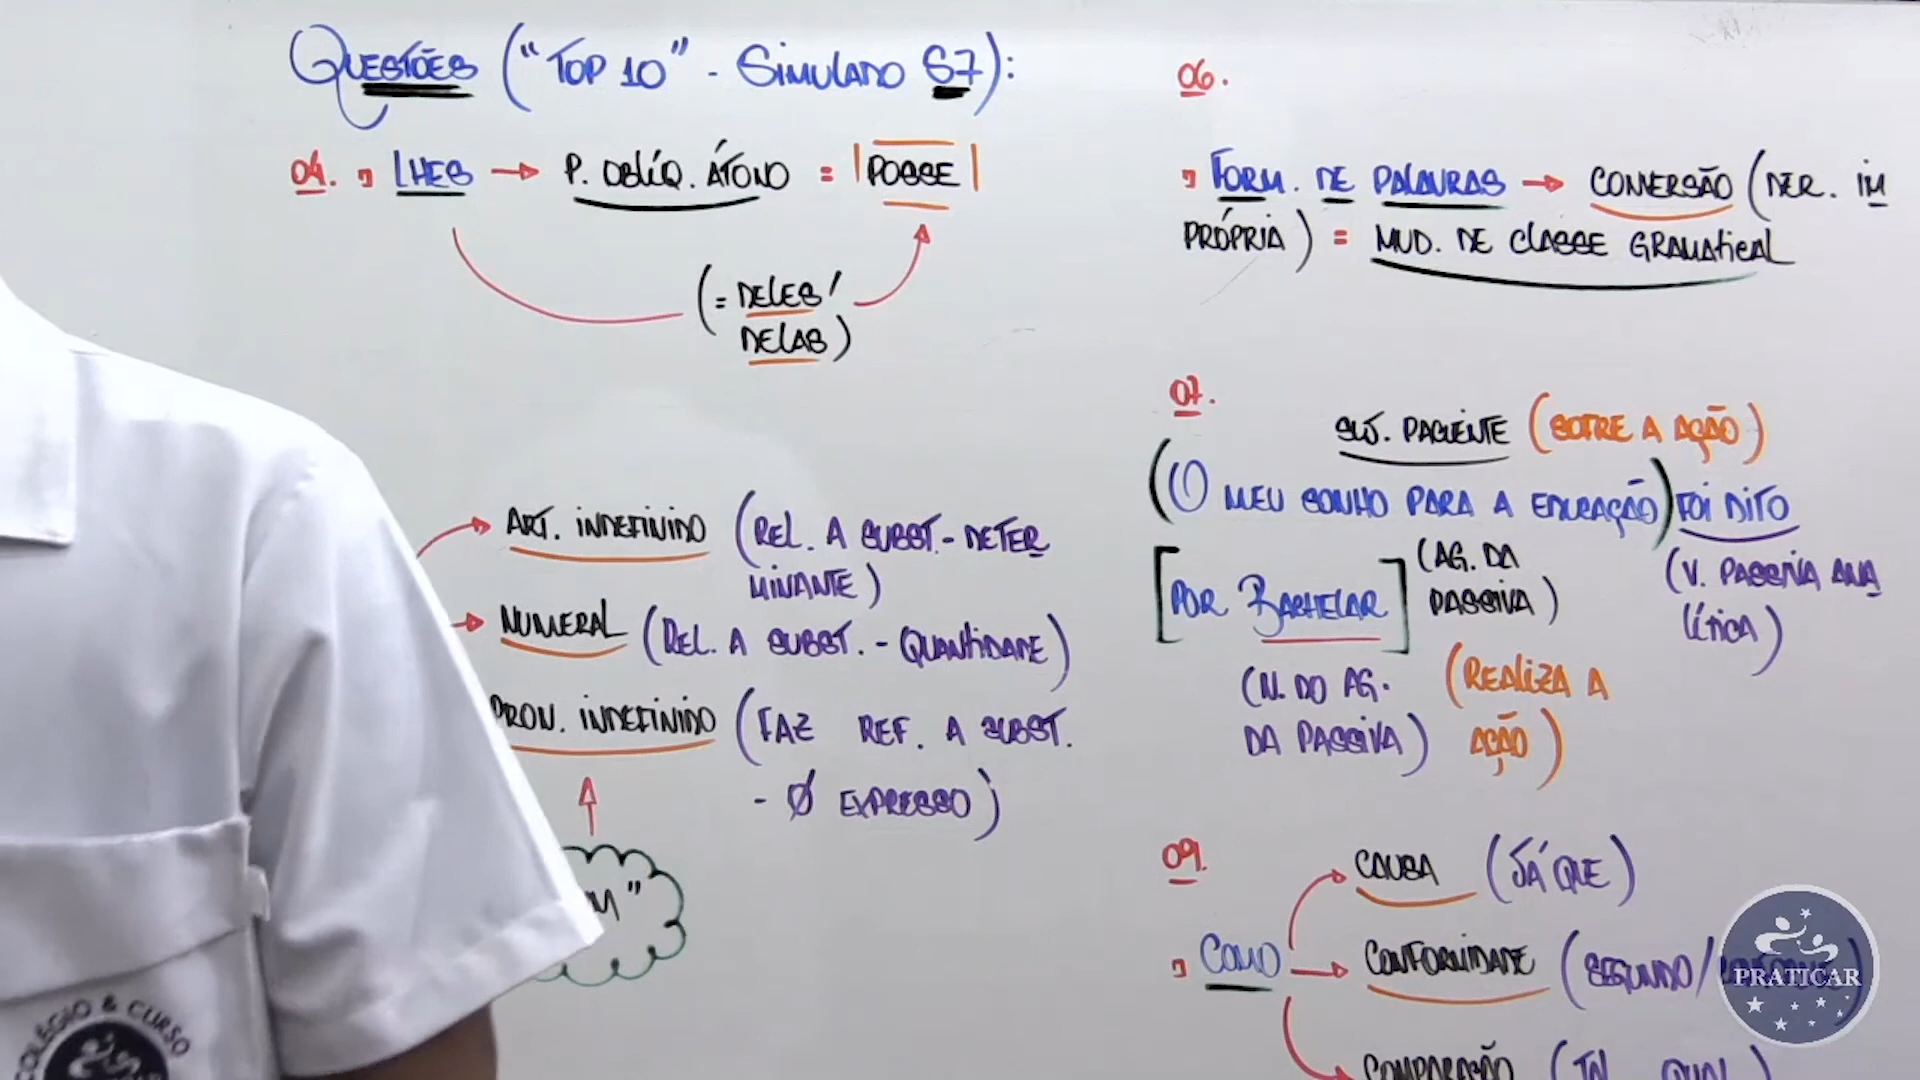 QUESTÕES ("TOP 10" - SIMULADO S7):
04. LHES → P. OBLÍQ. ÁTONO = |POSSE|
(= DELES/
DELAS)
ART. INDEFINIDO (REL. A SUBST. - DETER
MINANTE)
NUMERAL (REL. A SUBST. - QUANTIDADE)
PRON. INDEFINIDO (FAZ REF. A SUBST.
- Ø EXPRESSO)
06.
FORM. DE PALAVRAS → CONVERSÃO (DER. IM
PRÓPRIA) = MUD. DE CLASSE GRAMATICAL
07.
SUJ. PACIENTE (SOFRE A AÇÃO)
(O MEU SONHO PARA A EDUCAÇÃO) FOI DITO
[POR BACHELAR] (AG. DA
PASSIVA)
(V. PASSIVA ANA
LÍTICA)
(N. DO AG.
DA PASSIVA)
(REALIZA A
AÇÃO)
09.
CAUSA (JÁ QUE)
COMO → CONFORMIDADE (SEGUNDO/
COMPARAÇÃO (TAL QUAL)
PRATICAR
COLÉGIO & CURSO